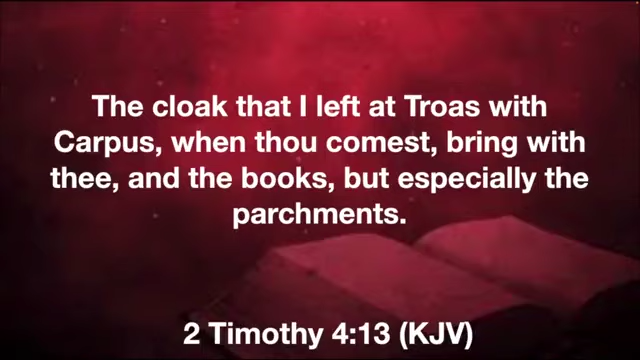 The cloak that I left at Troas with
Carpus, when thou comest, bring with
thee, and the books, but especially the
parchments.
2 Timothy 4:13 (KJV)